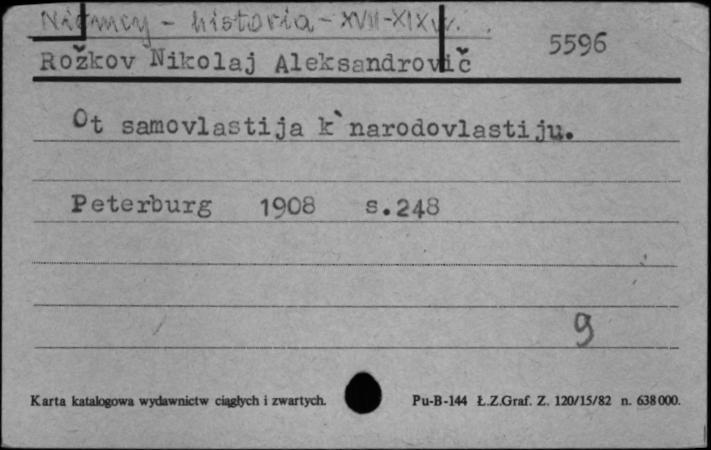 Niemcy - historia - XVII-XIX w.
5596
Rožkov Nikolaj Aleksandrovič
Ot samovlastija k`narodovlastiju.
Peterburg 1908 s.248
9
Karta katalogowa wydawnictw ciągłych i zwartych. Pu-B-144 Ł.Z.Graf. Z. 120/15/82 n. 638000.